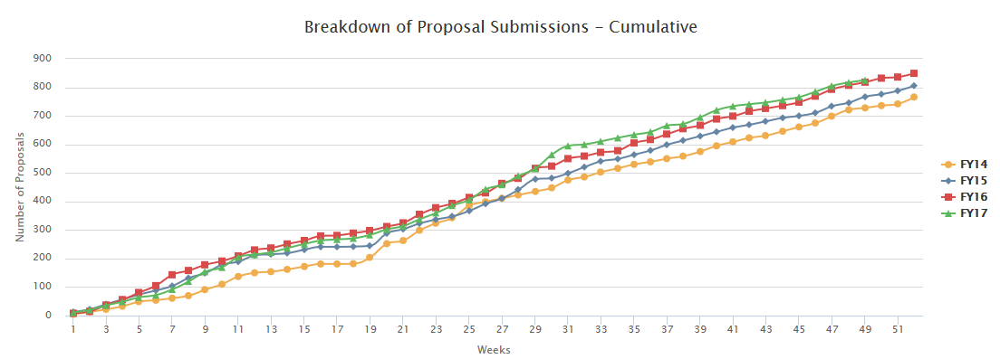 Breakdown of Proposal Submissions - Cumulative
Number of Proposals
900
800
700
600
500
400
300
200
100
0
1 3 5 7 9 11 13 15 17 19 21 23 25 27 29 31 33 35 37 39 41 43 45 47 49 51
Weeks
FY14
FY15
FY16
FY17